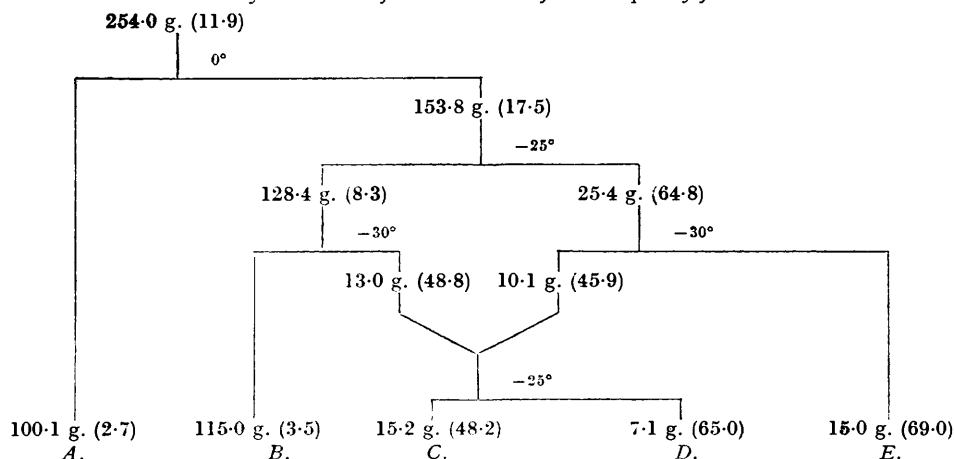 254·0 g. (11·9)
0°
153·8 g. (17·5)
−25°
128·4 g. (8·3) 25·4 g. (64·8)
−30° −30°
13·0 g. (48·8) 10·1 g. (45·9)
−25°
100·1 g. (2·7) 115·0 g. (3·5) 15·2 g. (48·2) 7·1 g. (65·0) 15·0 g. (69·0)
A. B. C. D. E.